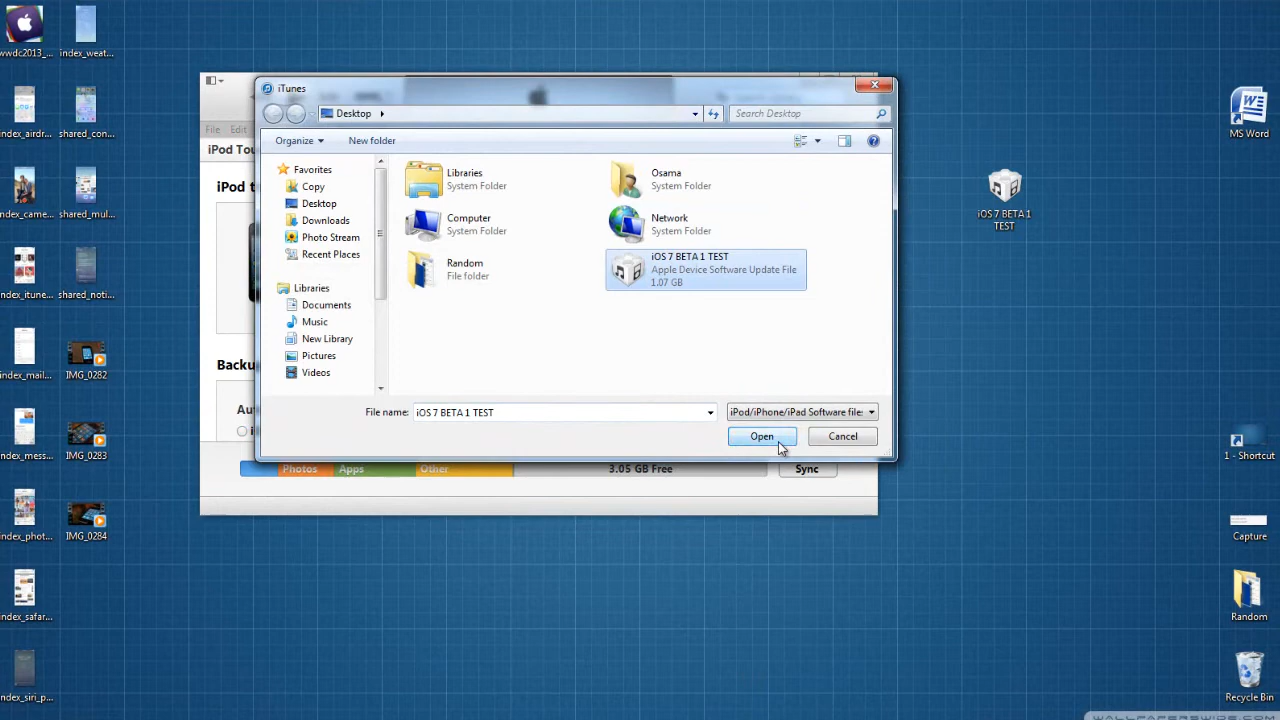 wwdc2013_...
index_weat...
index_airdr...
shared_con...
index_came...
shared_mul...
index_itune...
shared_noti...
index_mail...
IMG_0282
index_mess...
IMG_0283
index_phot...
IMG_0284
index_safar...
index_siri_p...
iTunes
Desktop
Search Desktop
Organize
New folder
Favorites
Copy
Desktop
Downloads
Photo Stream
Recent Places
Libraries
Documents
Music
New Library
Pictures
Videos
Libraries
System Folder
Osama
System Folder
Computer
System Folder
Network
System Folder
Random
File folder
iOS 7 BETA 1 TEST
Apple Device Software Update File
1.07 GB
File name:
iOS 7 BETA 1 TEST
iPod/iPhone/iPad Software file:
Open
Cancel
File Edit
iPod Tou
iPod t
Backu
Au
Photos
Apps
Other
3.05 GB Free
Sync
iOS 7 BETA 1
TEST
MS Word
1 - Shortcut
Capture
Random
Recycle Bin